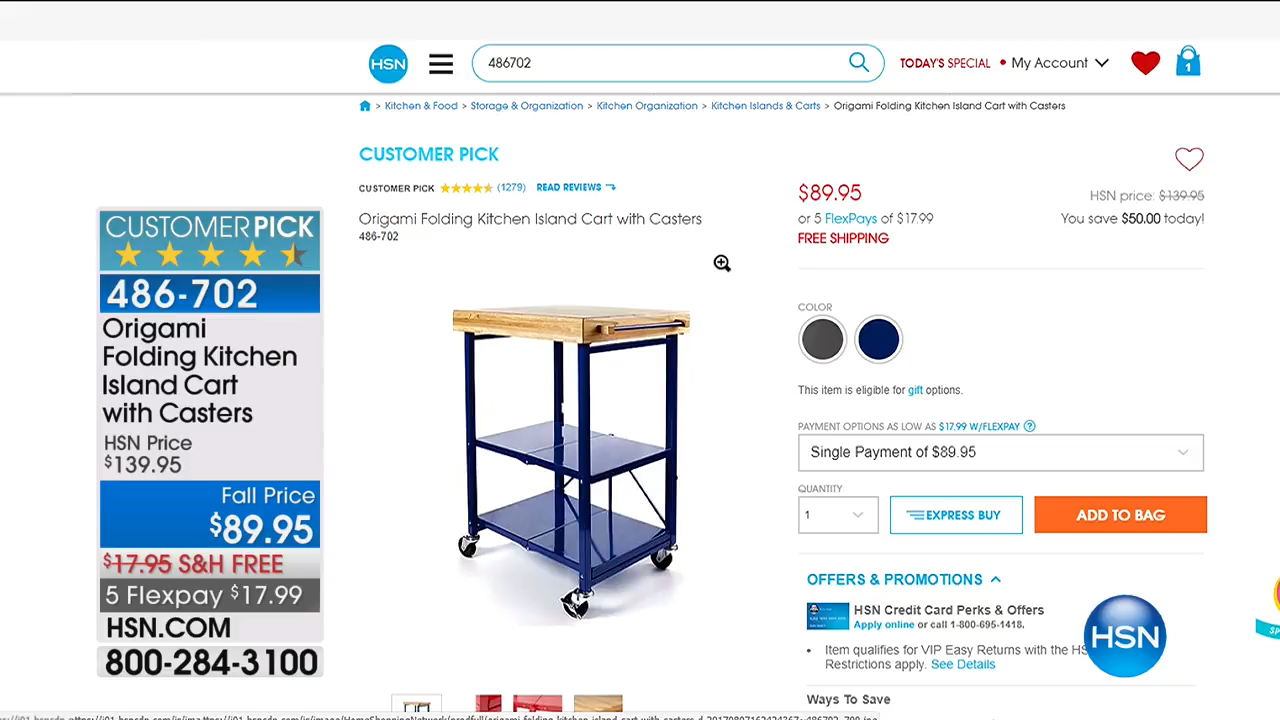 HSN
486702
TODAY'S SPECIAL
My Account
1
> Kitchen & Food > Storage & Organization > Kitchen Organization > Kitchen Islands & Carts > Origami Folding Kitchen Island Cart with Casters
CUSTOMER PICK
CUSTOMER PICK (1279) READ REVIEWS
Origami Folding Kitchen Island Cart with Casters
486-702
$89.95
HSN price: $139.95
or 5 FlexPays of $17.99
You save $50.00 today!
FREE SHIPPING
COLOR
This item is eligible for gift options.
PAYMENT OPTIONS AS LOW AS $17.99 W/FLEXPAY ?
Single Payment of $89.95
QUANTITY
1
EXPRESS BUY
ADD TO BAG
OFFERS & PROMOTIONS
HSN Credit Card Perks & Offers
Apply online or call 1-800-695-1418.
• Item qualifies for VIP Easy Returns with the HS
Restrictions apply. See Details
Ways To Save
HSN
CUSTOMER PICK
486-702
Origami
Folding Kitchen
Island Cart
with Casters
HSN Price
$139.95
Fall Price
$89.95
$17.95 S&H FREE
5 Flexpay $17.99
HSN.COM
800-284-3100